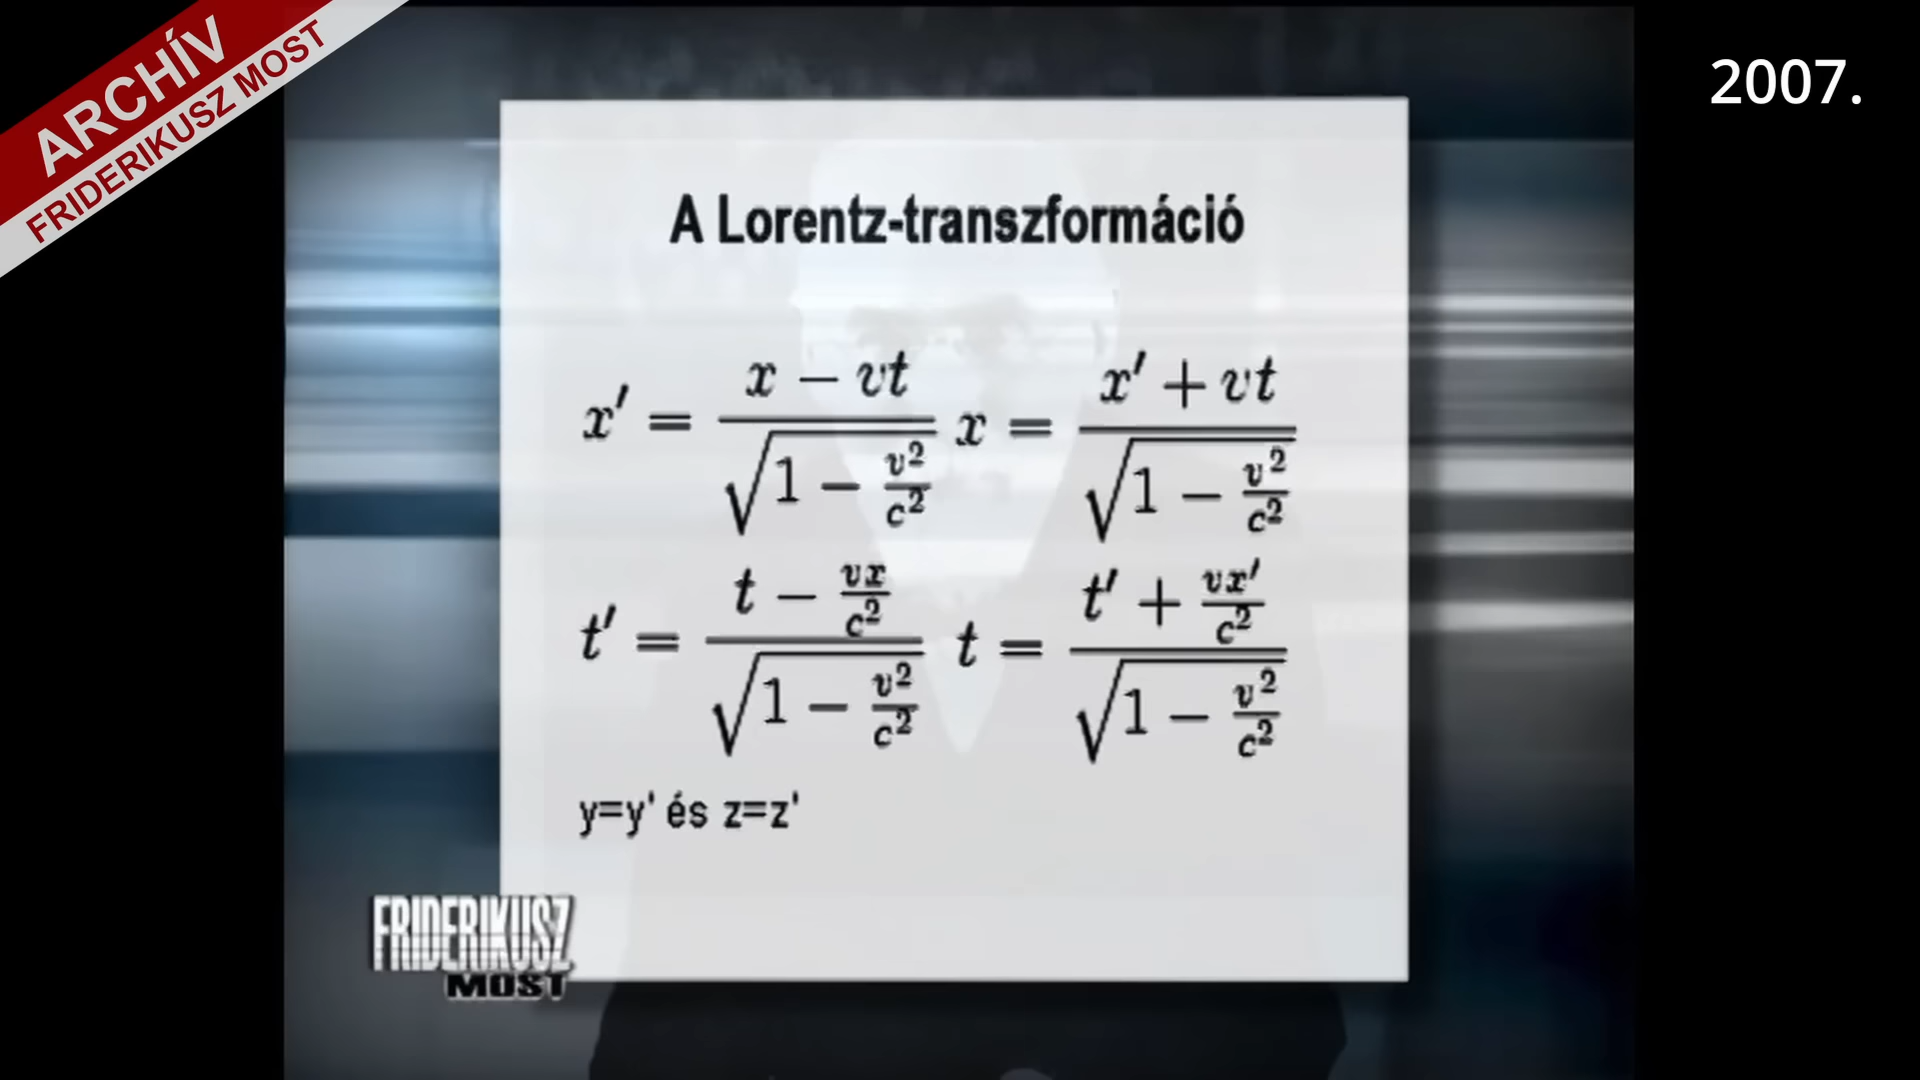 ARCHÍV
FRIDERIKUSZ MOST
2007.
A Lorentz-transzformáció
x′ = (x − vt) / √(1 − v²/c²)   x = (x′ + vt) / √(1 − v²/c²)
t′ = (t − vx/c²) / √(1 − v²/c²)   t = (t′ + vx′/c²) / √(1 − v²/c²)
y=y' és z=z'
FRIDERIKUSZ
MOST